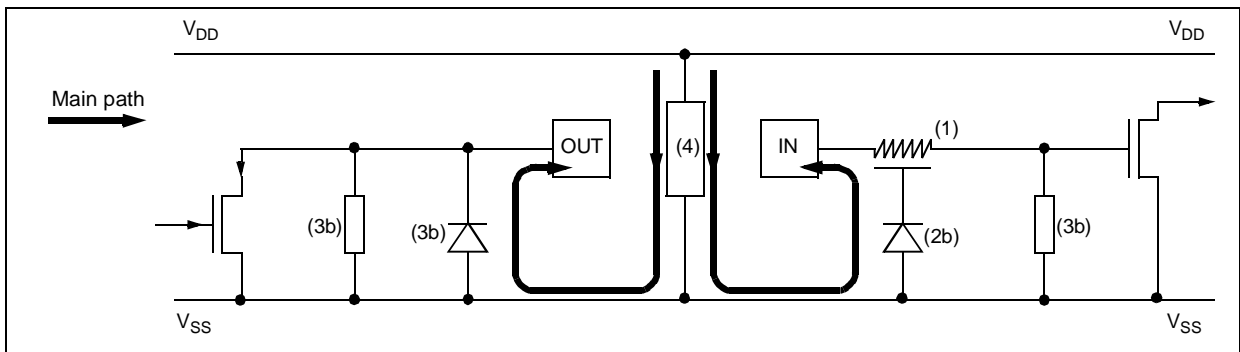 VDD
VDD
Main path
OUT
(4)
IN
(1)
(3b)
(3b)
(2b)
(3b)
VSS
VSS